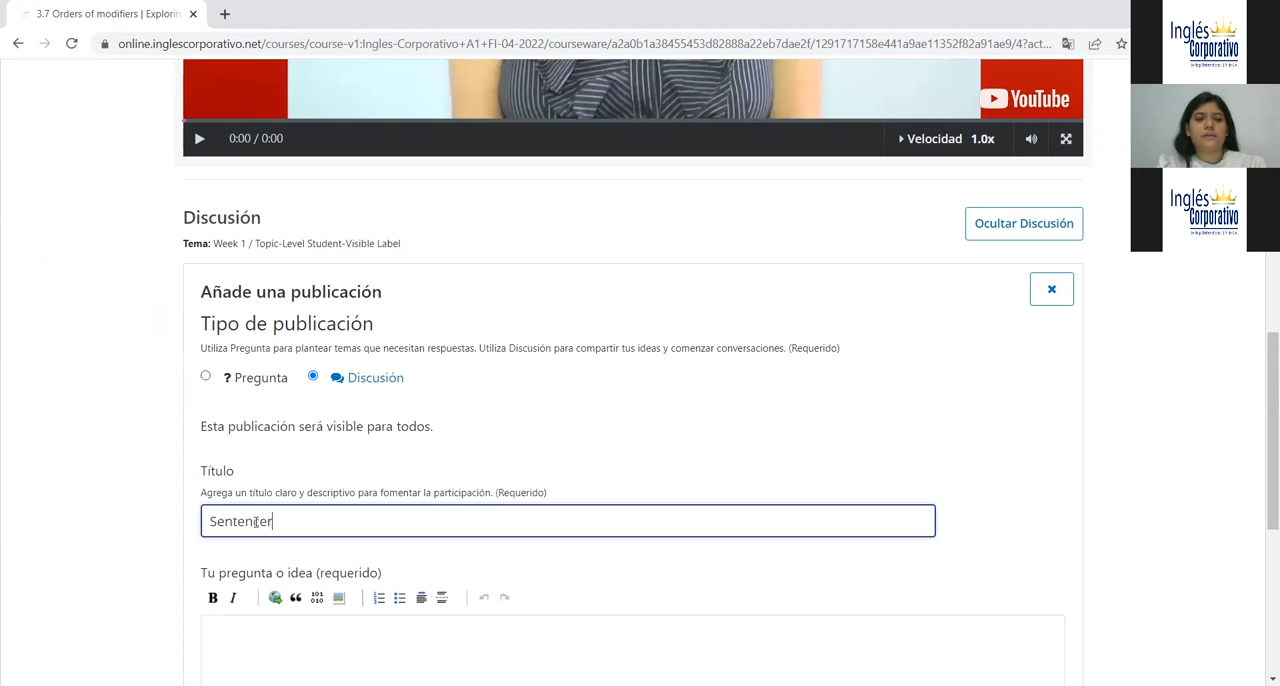 3.7 Orders of modifiers | Explorin
online.inglescorporativo.net/courses/course-v1:Ingles-Corporativo+A1+FI-04-2022/courseware/a2a0b1a38455453d83888a22eb7dae2f/1291717158e441a9ae11352f82a91ae9/4?act...
Inglés
Corporativo
YouTube
0:00 / 0:00
Velocidad 1.0x
Inglés
Corporativo
Discusión
Ocultar Discusión
Tema: Week 1 / Topic-Level Student-Visible Label
Añade una publicación
Tipo de publicación
Utiliza Pregunta para plantear temas que necesitan respuestas. Utiliza Discusión para compartir tus ideas y comenzar conversaciones. (Requerido)
? Pregunta
Discusión
Esta publicación será visible para todos.
Título
Agrega un título claro y descriptivo para fomentar la participación. (Requerido)
Sentencer
Tu pregunta o idea (requerido)
B I
101
010